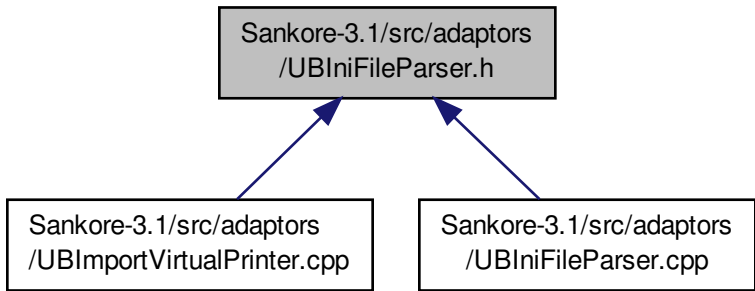 Sankore-3.1/src/adaptors
/UBIniFileParser.h
Sankore-3.1/src/adaptors
/UBImportVirtualPrinter.cpp
Sankore-3.1/src/adaptors
/UBIniFileParser.cpp